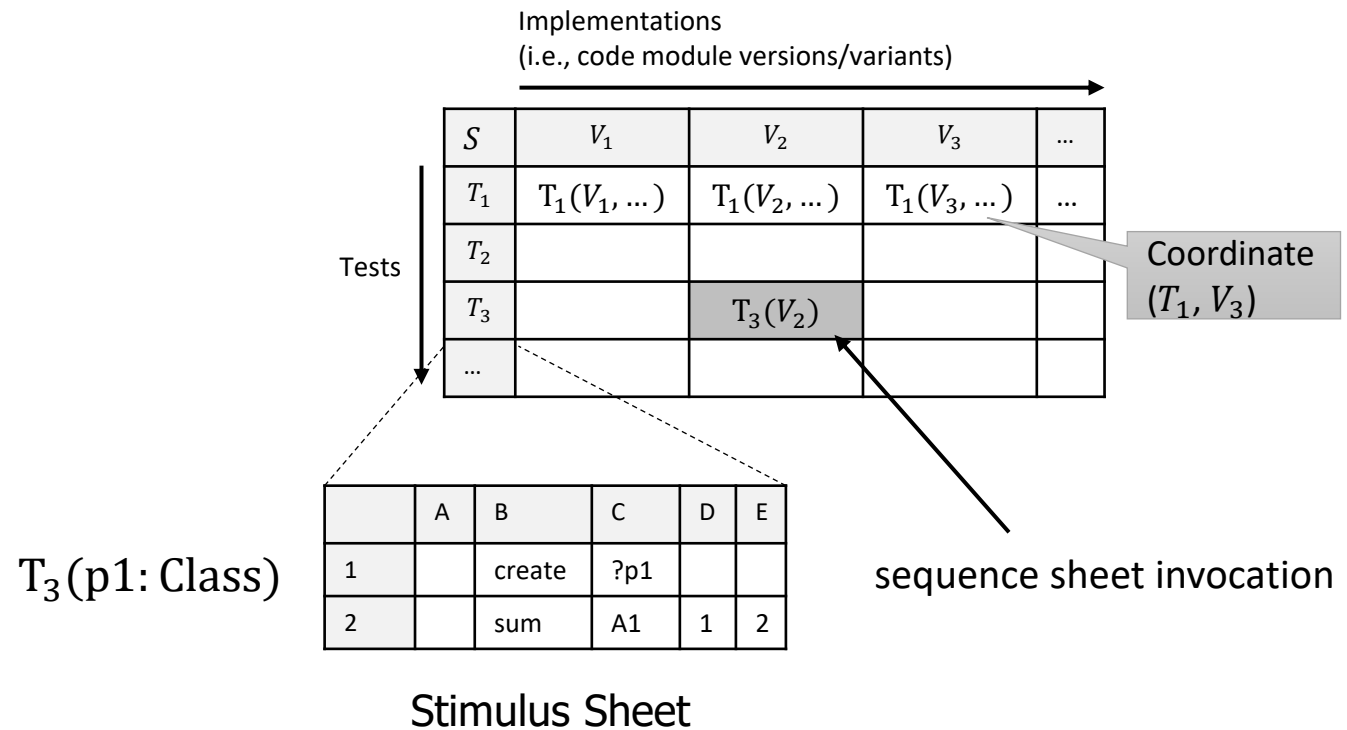 Implementations
(i.e., code module versions/variants)
S V₁ V₂ V₃ ...
T₁ T₁(V₁, …) T₁(V₂, …) T₁(V₃, …) ...
T₂
T₃ T₃(V₂)
...
Tests
Coordinate
(T₁, V₃)
A B C D E
1 create ?p1
2 sum A1 1 2
T₃(p1: Class)
sequence sheet invocation
Stimulus Sheet